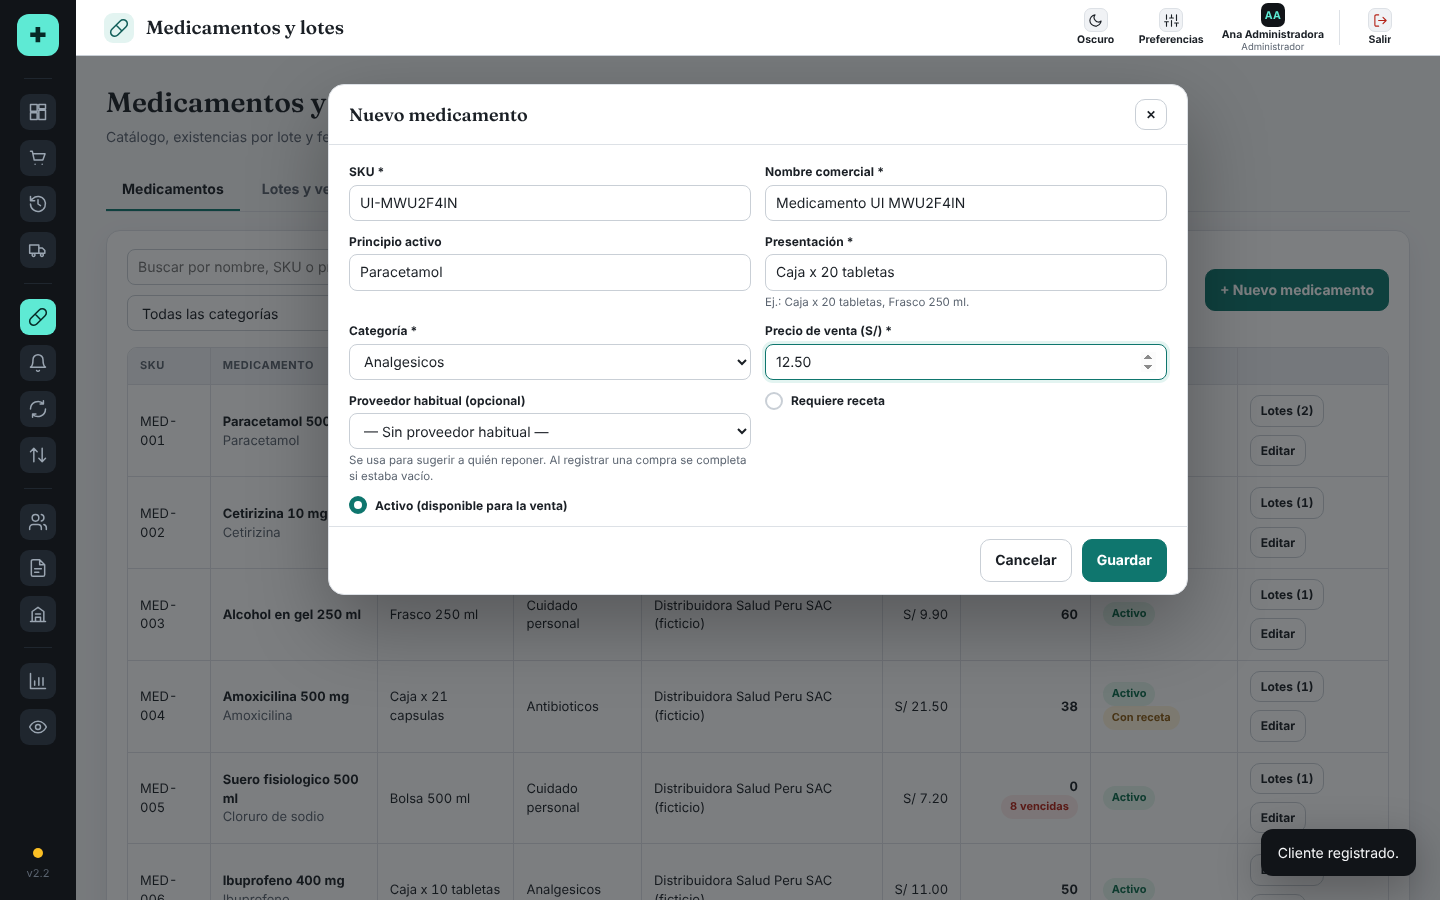 Medicamentos y lotes
Oscuro
Preferencias
AA
Ana Administradora
Administrador
Salir
Medicamentos y
Catálogo, existencias por lote y fe
Medicamentos
Lotes y ve
Buscar por nombre, SKU o pr
Todas las categorías
+ Nuevo medicamento
Nuevo medicamento
×
SKU *
Nombre comercial *
UI-MWU2F4IN
Medicamento UI MWU2F4IN
Principio activo
Presentación *
Paracetamol
Caja x 20 tabletas
Ej.: Caja x 20 tabletas, Frasco 250 ml.
Categoría *
Precio de venta (S/) *
Analgesicos
12.50
Proveedor habitual (opcional)
Requiere receta
— Sin proveedor habitual —
Se usa para sugerir a quién reponer. Al registrar una compra se completa
si estaba vacío.
Activo (disponible para la venta)
Cancelar
Guardar
SKU
MEDICAMENTO
MED-
001
Paracetamol 500
Paracetamol
Lotes (2)
Editar
MED-
002
Cetirizina 10 mg
Cetirizina
Lotes (1)
Editar
MED-
003
Alcohol en gel 250 ml
Frasco 250 ml
Cuidado
personal
Distribuidora Salud Peru SAC
(ficticio)
S/ 9.90
60
Activo
Lotes (1)
Editar
MED-
004
Amoxicilina 500 mg
Amoxicilina
Caja x 21
capsulas
Antibioticos
Distribuidora Salud Peru SAC
(ficticio)
S/ 21.50
38
Activo
Con receta
Lotes (1)
Editar
MED-
005
Suero fisiologico 500
ml
Cloruro de sodio
Bolsa 500 ml
Cuidado
personal
Distribuidora Salud Peru SAC
(ficticio)
S/ 7.20
0
8 vencidas
Activo
Lotes (1)
Editar
MED-
006
Ibuprofeno 400 mg
Ibuprofeno
Caja x 10 tabletas
Analgesicos
Distribuidora Salud Peru SAC
(ficticio)
S/ 11.00
50
Activo
Cliente registrado.
v2.2